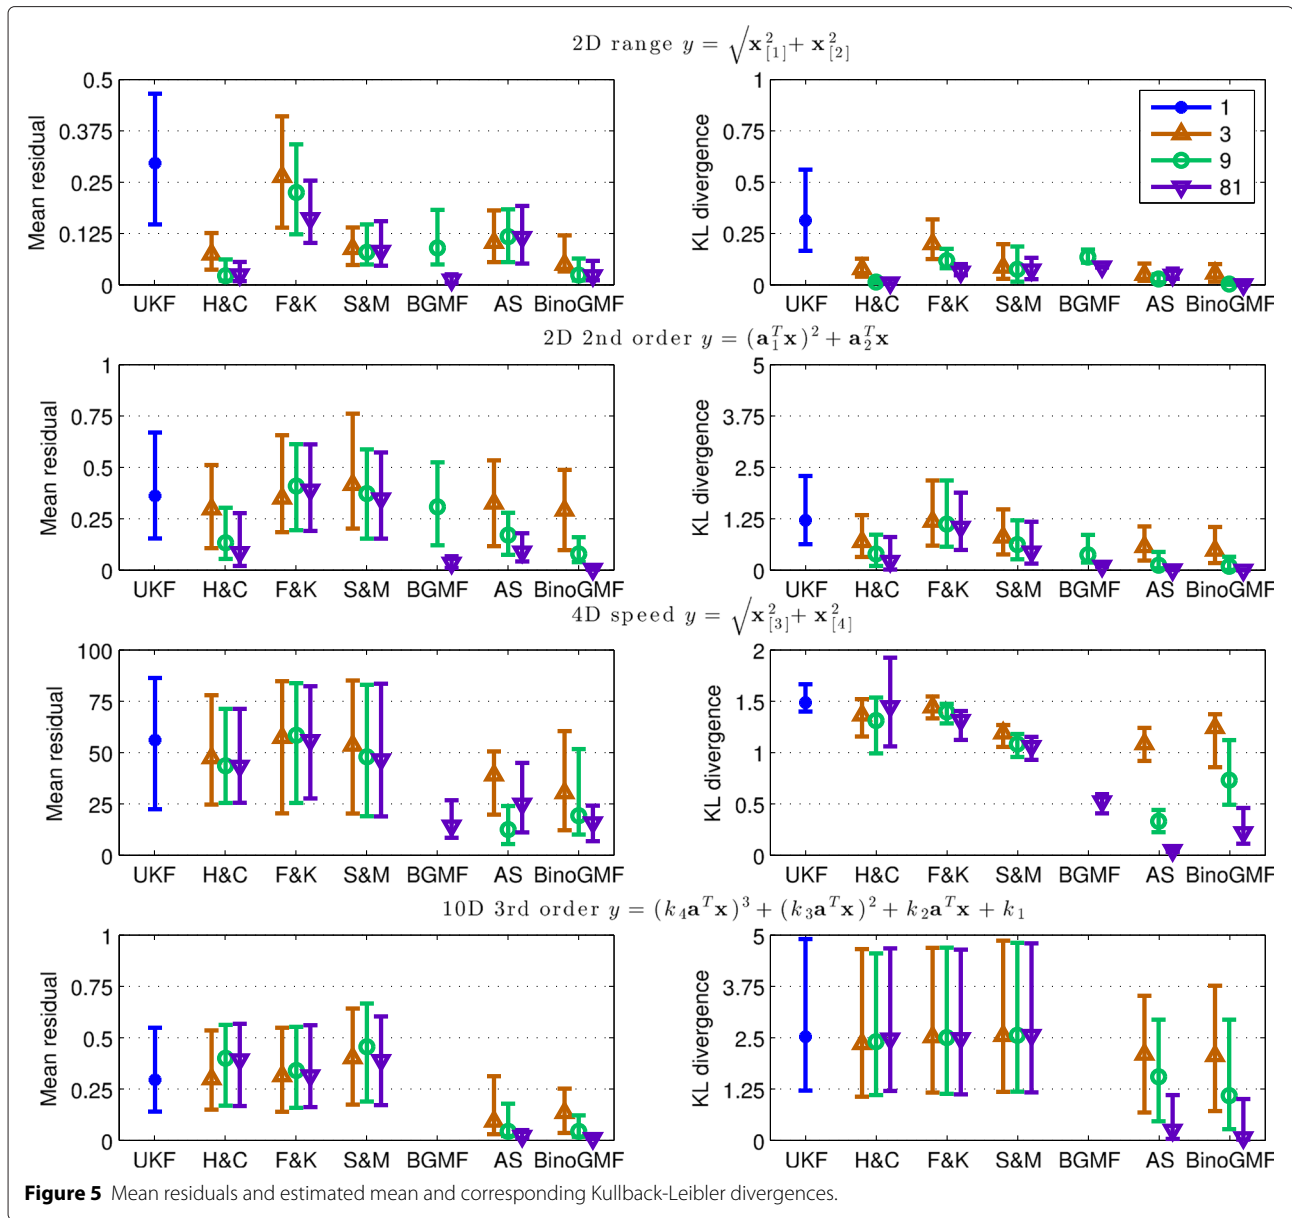 2D range y = √x²[1] + x²[2]
Mean residual
0.5
0.375
0.25
0.125
0
UKF H&C F&K S&M BGMF AS BinoGMF
KL divergence
1
0.75
0.5
0.25
0
UKF H&C F&K S&M BGMF AS BinoGMF
1
3
9
81
2D 2nd order y = (a₁ᵀx)² + a₂ᵀx
Mean residual
1
0.75
0.5
0.25
0
UKF H&C F&K S&M BGMF AS BinoGMF
KL divergence
5
3.75
2.5
1.25
0
UKF H&C F&K S&M BGMF AS BinoGMF
4D speed y = √x²[3] + x²[4]
Mean residual
100
75
50
25
0
UKF H&C F&K S&M BGMF AS BinoGMF
KL divergence
2
1.5
1
0.5
0
UKF H&C F&K S&M BGMF AS BinoGMF
10D 3rd order y = (k₄aᵀx)³ + (k₃aᵀx)² + k₂aᵀx + k₁
Mean residual
1
0.75
0.5
0.25
0
UKF H&C F&K S&M BGMF AS BinoGMF
KL divergence
5
3.75
2.5
1.25
0
UKF H&C F&K S&M BGMF AS BinoGMF
Figure 5 Mean residuals and estimated mean and corresponding Kullback-Leibler divergences.